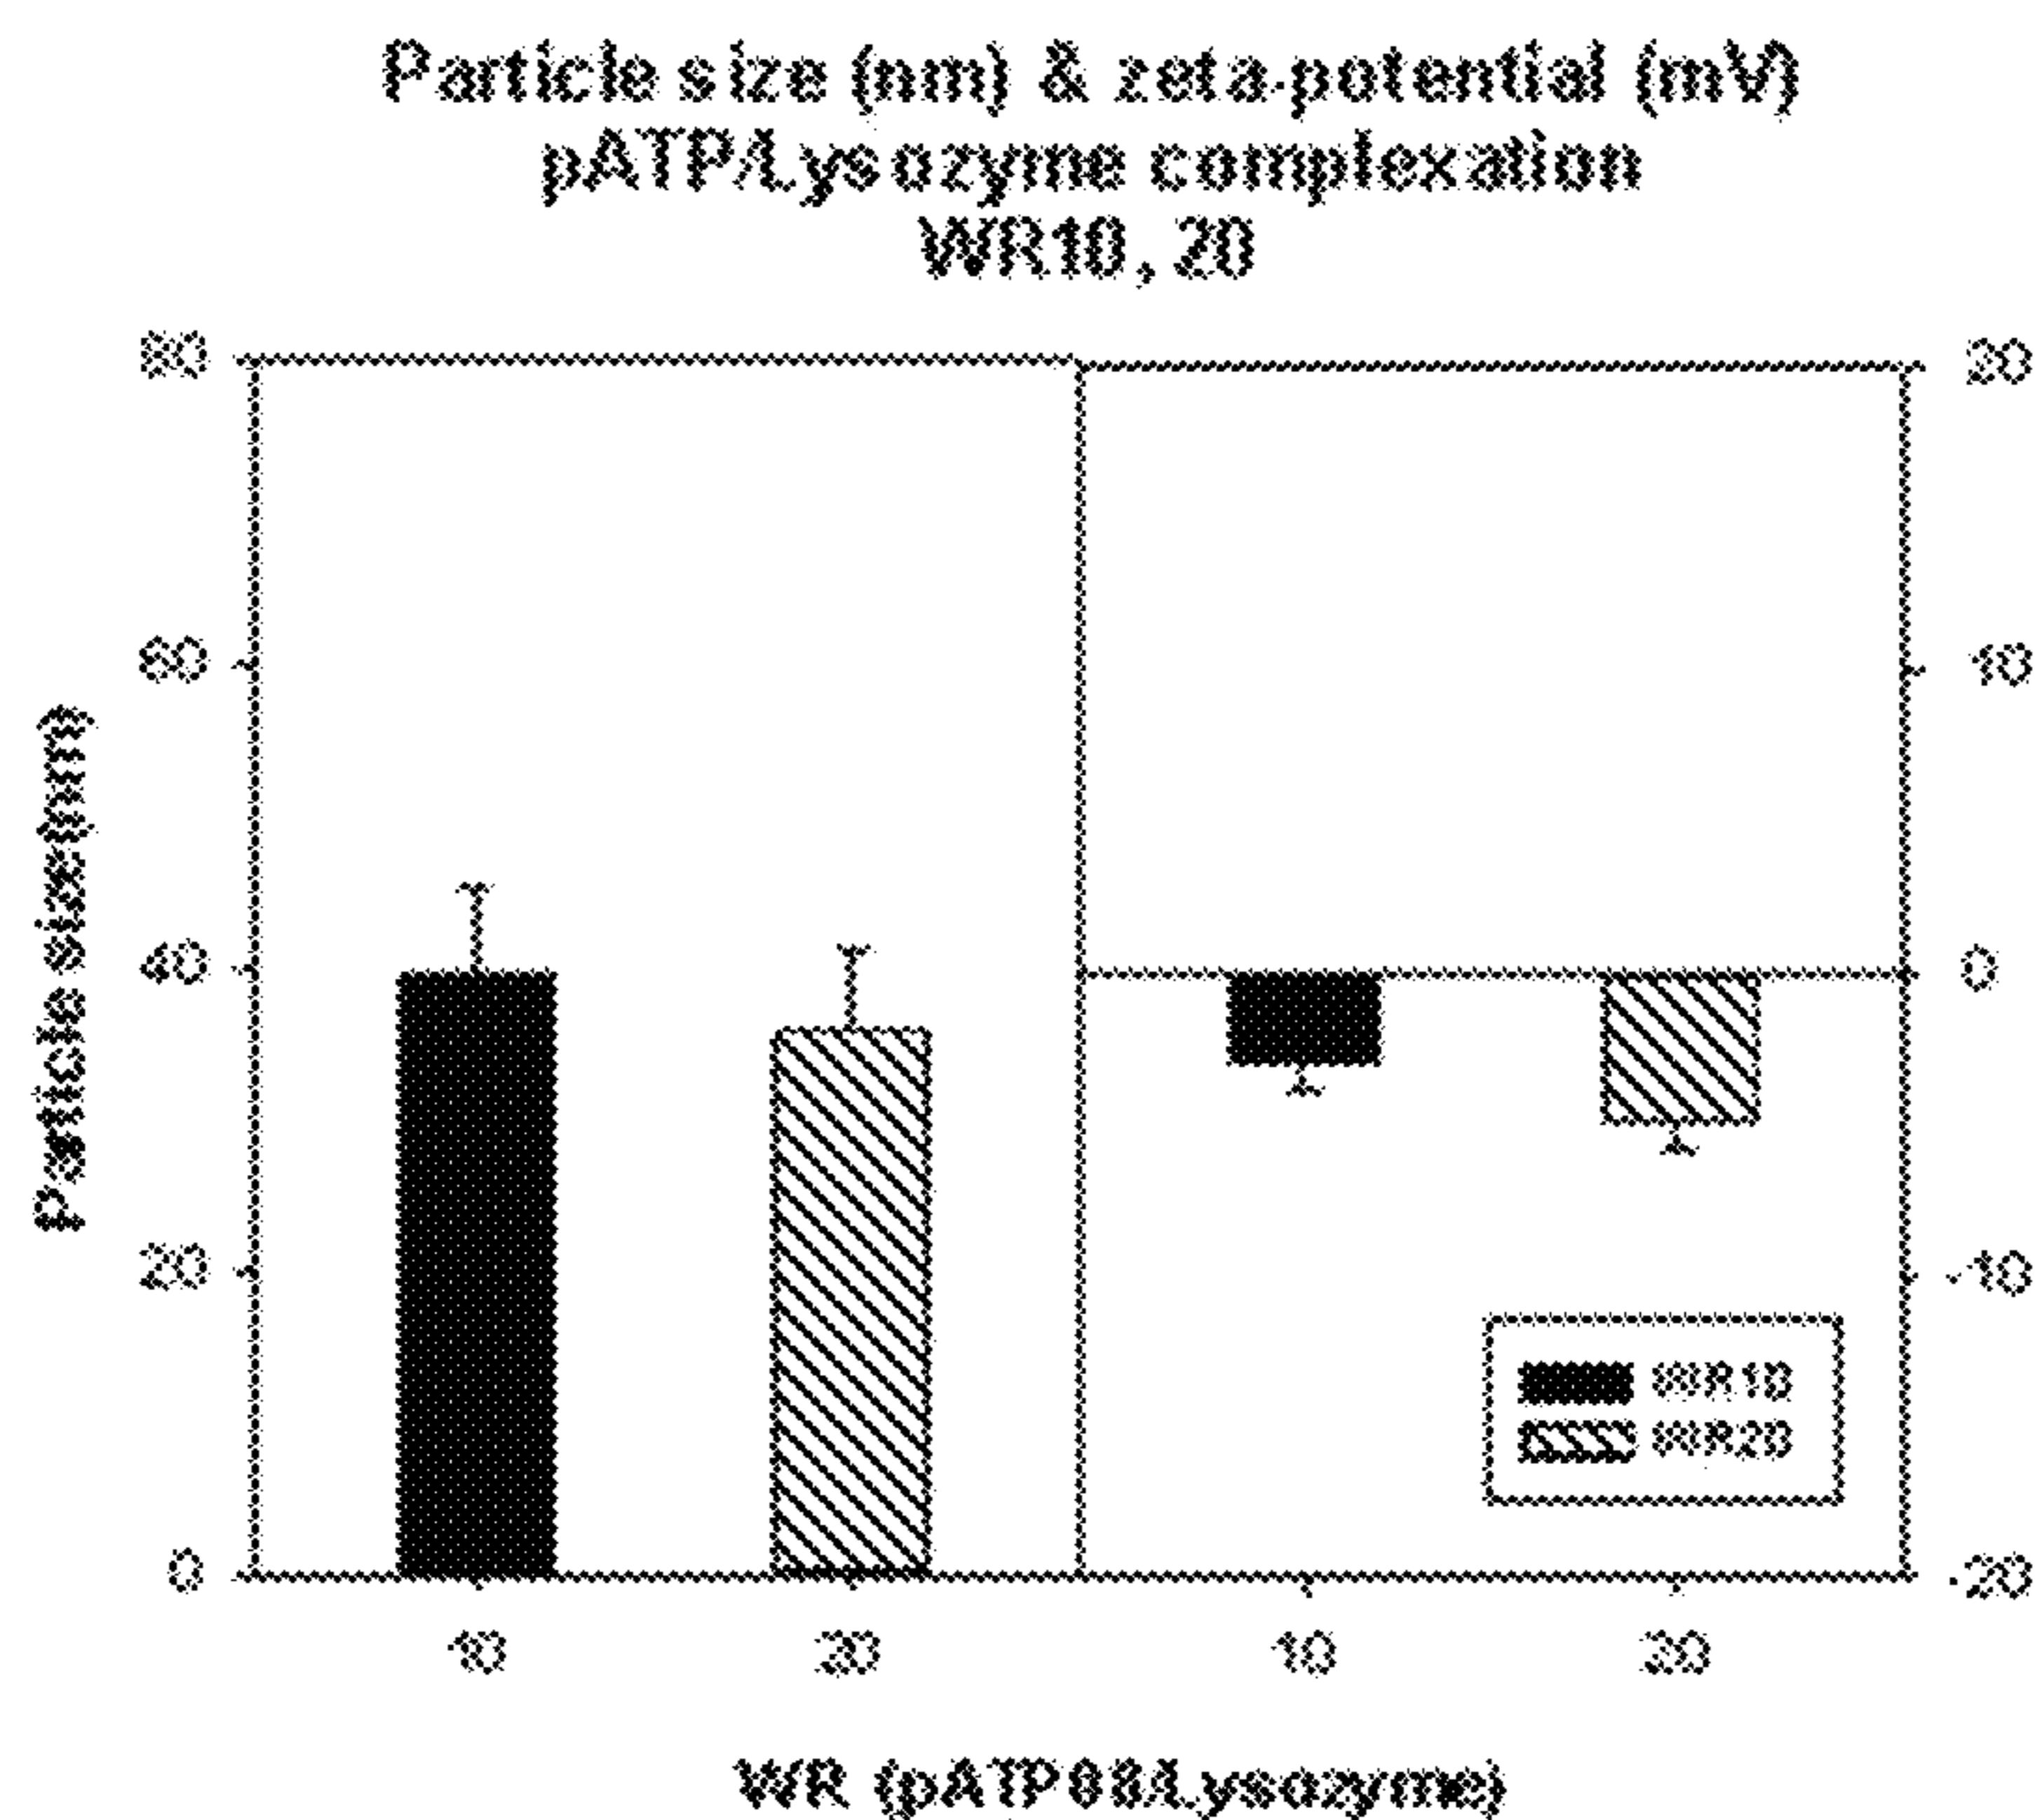 Particle size (nm) & zeta-potential (mV)
pATP/Lysozyme complexation
WR10, 20
80
60
40
20
0
Particle size (nm)
20
10
0
-10
-20
WR10
WR20
10
20
10
20
WR (pATP08/Lysozyme)